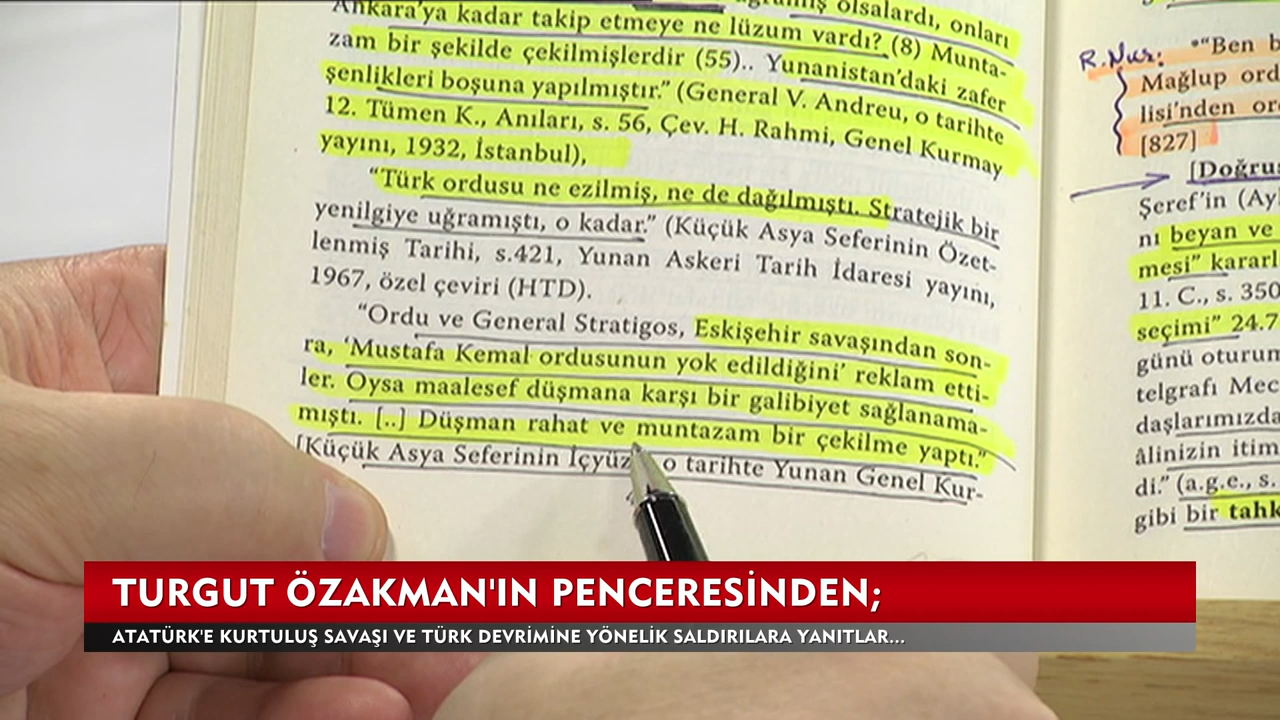 olsalardı, onları
Ankara'ya kadar takip etmeye ne lüzum vardı? (8) Munta-
zam bir şekilde çekilmişlerdir (55).. Yunanistan'daki zafer
şenlikleri boşuna yapılmıştır." (General V. Andreu, o tarihte
12. Tümen K., Anıları, s. 56, Çev. H. Rahmi, Genel Kurmay
yayını, 1932, İstanbul),
"Türk ordusu ne ezilmiş, ne de dağılmıştı. Stratejik bir
yenilgiye uğramıştı, o kadar." (Küçük Asya Seferinin Özet-
lenmiş Tarihi, s.421, Yunan Askeri Tarih İdaresi yayını,
1967, özel çeviri (HTD).
"Ordu ve General Stratigos, Eskişehir savaşından son-
ra, 'Mustafa Kemal ordusunun yok edildiğini' reklam etti-
ler. Oysa maalesef düşmana karşı bir galibiyet sağlanama-
mıştı. [..] Düşman rahat ve muntazam bir çekilme yaptı."
[Küçük Asya Seferinin İçyüzü, o tarihte Yunan Genel Kur-
R.Nur:
•"Ben b
Mağlup ord
lisi'nden or
[827]
[Doğrus
Şeref'in (Ay
nı beyan ve
mesi" kararl
11. C., s. 350
seçimi" 24.7
günü oturum
telgrafı Mec
daşlarımızda
âlinizin itim
di." (a.g.e., s.
gibi bir tahk
TURGUT ÖZAKMAN'IN PENCERESİNDEN;
ATATÜRK'E KURTULUŞ SAVAŞI VE TÜRK DEVRİMİNE YÖNELİK SALDIRILARA YANITLAR...